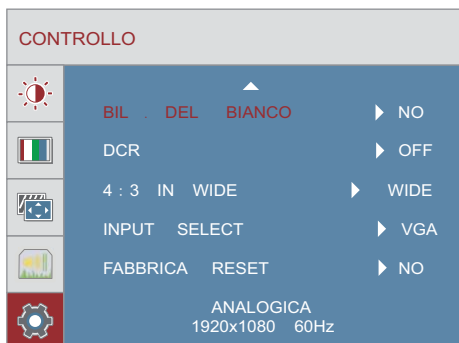 CONTROLLO
BIL . DEL BIANCO NO
DCR OFF
4 : 3 IN WIDE WIDE
INPUT SELECT VGA
FABBRICA RESET NO
ANALOGICA
1920x1080 60Hz